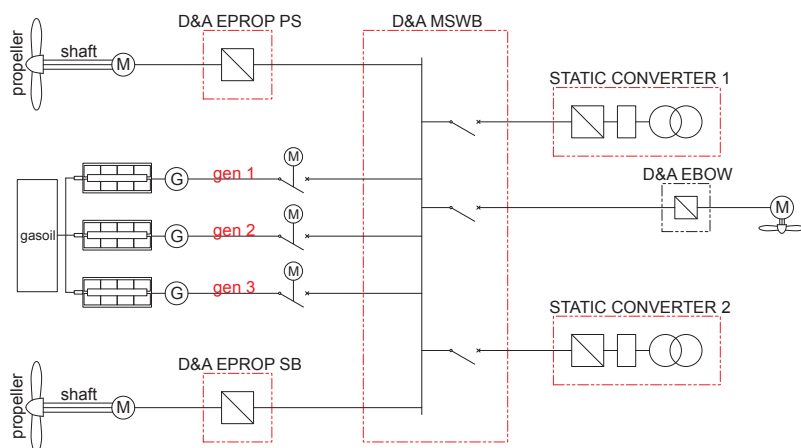 D&A EPROP PS
D&A MSWB
propeller
shaft
M
STATIC CONVERTER 1
M
gen 1
G
D&A EBOW
M
gasoil
gen 2
G
M
M
gen 3
G
STATIC CONVERTER 2
D&A EPROP SB
propeller
shaft
M